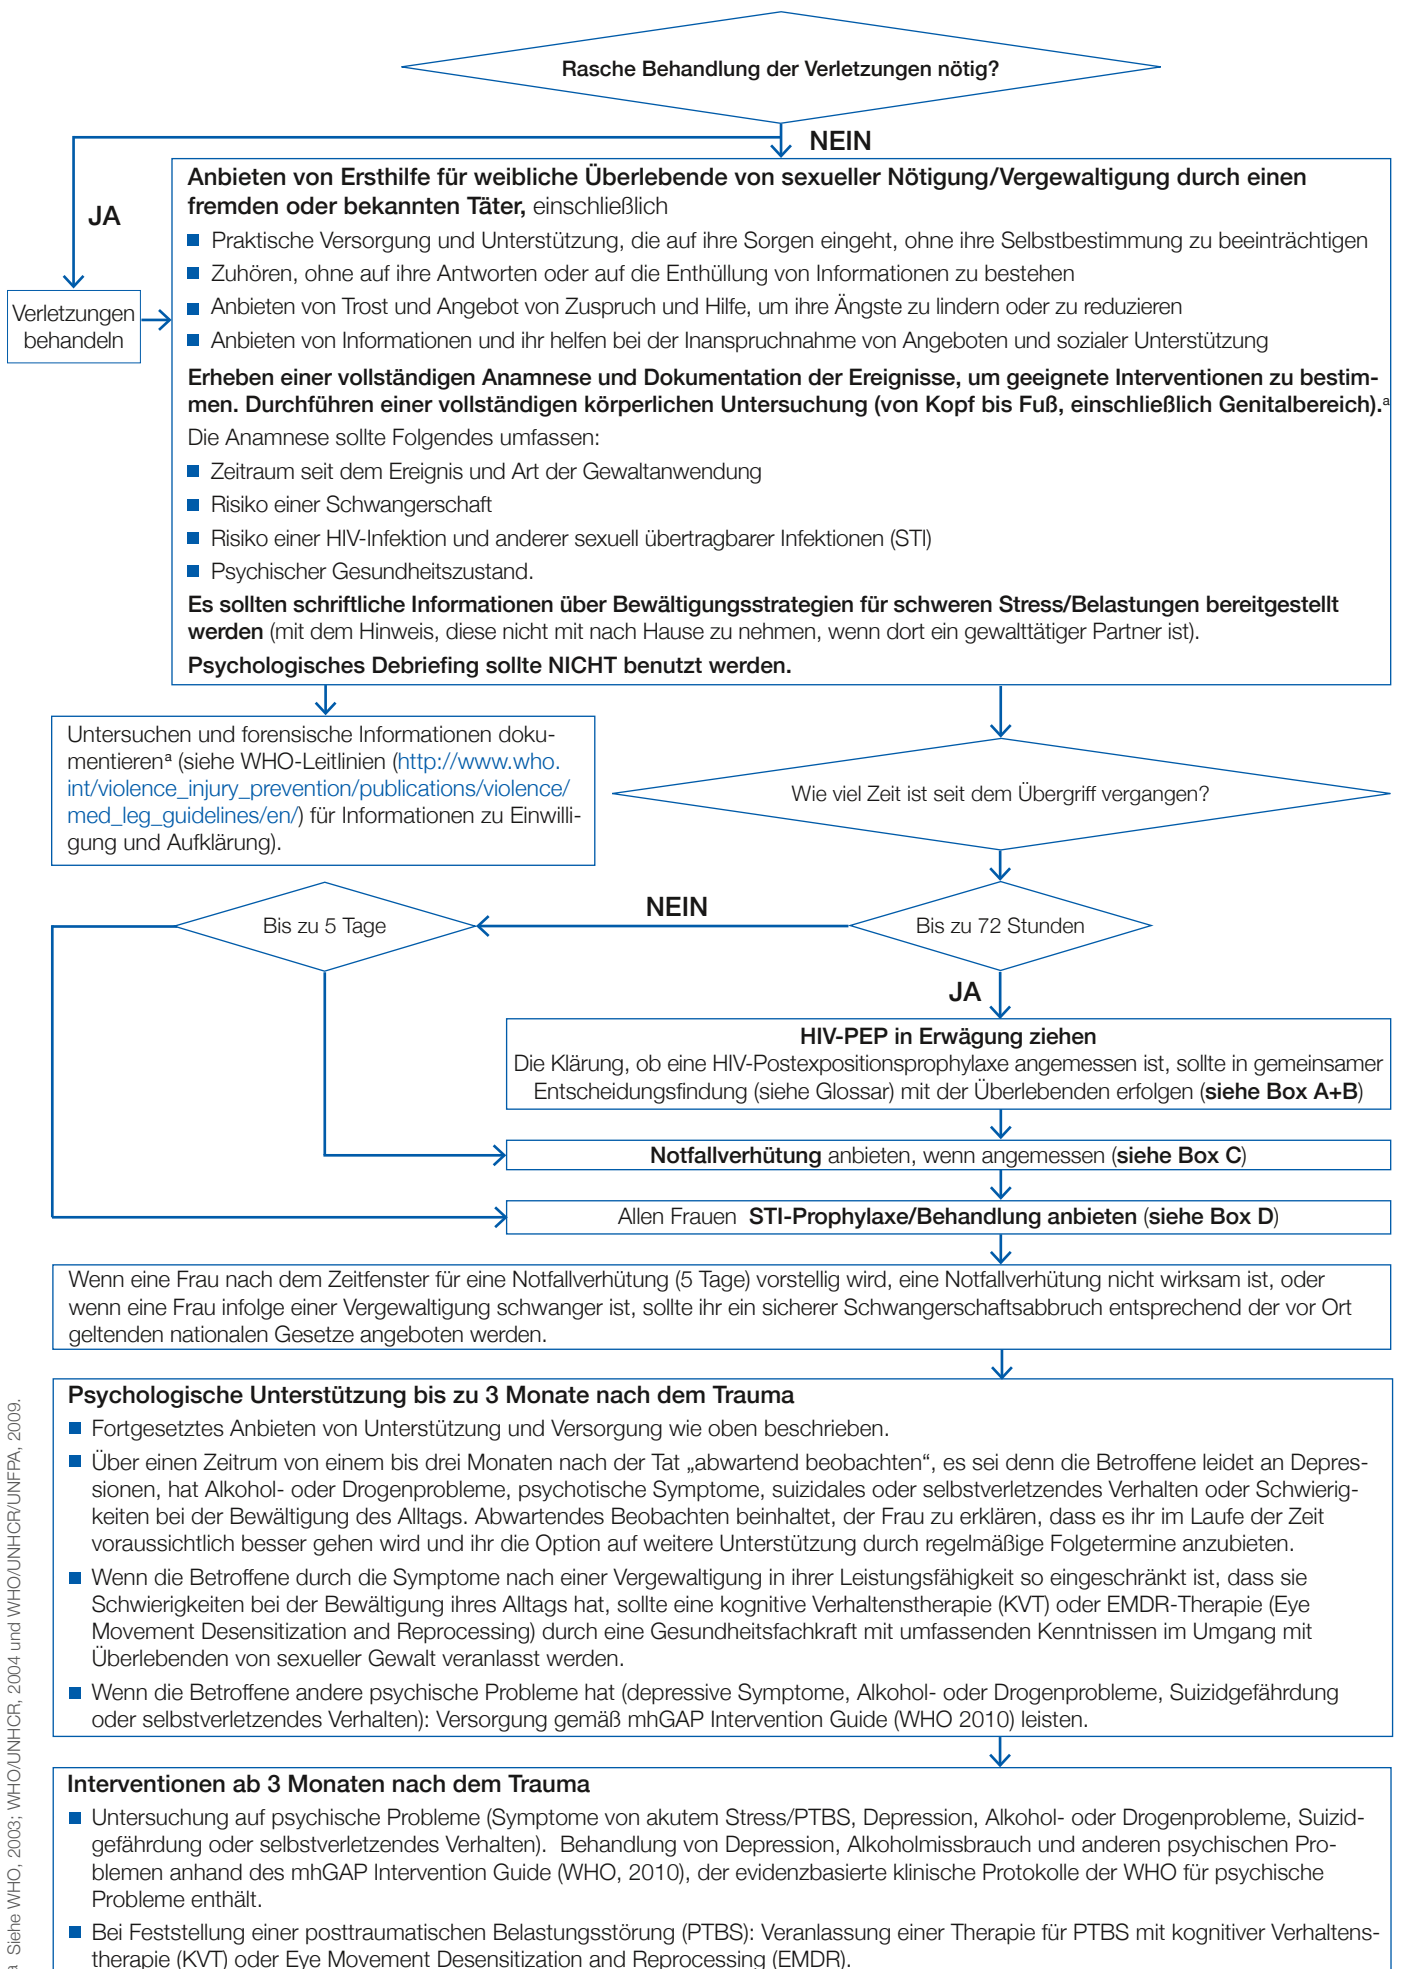 Rasche Behandlung der Verletzungen nötig?
NEIN
JA
Verletzungen
behandeln
Anbieten von Ersthilfe für weibliche Überlebende von sexueller Nötigung/Vergewaltigung durch einen
fremden oder bekannten Täter, einschließlich
■ Praktische Versorgung und Unterstützung, die auf ihre Sorgen eingeht, ohne ihre Selbstbestimmung zu beeinträchtigen
■ Zuhören, ohne auf ihre Antworten oder auf die Enthüllung von Informationen zu bestehen
■ Anbieten von Trost und Angebot von Zuspruch und Hilfe, um ihre Ängste zu lindern oder zu reduzieren
■ Anbieten von Informationen und ihr helfen bei der Inanspruchnahme von Angeboten und sozialer Unterstützung
Erheben einer vollständigen Anamnese und Dokumentation der Ereignisse, um geeignete Interventionen zu bestim-
men. Durchführen einer vollständigen körperlichen Untersuchung (von Kopf bis Fuß, einschließlich Genitalbereich).ª
Die Anamnese sollte Folgendes umfassen:
■ Zeitraum seit dem Ereignis und Art der Gewaltanwendung
■ Risiko einer Schwangerschaft
■ Risiko einer HIV-Infektion und anderer sexuell übertragbarer Infektionen (STI)
■ Psychischer Gesundheitszustand.
Es sollten schriftliche Informationen über Bewältigungsstrategien für schweren Stress/Belastungen bereitgestellt
werden (mit dem Hinweis, diese nicht mit nach Hause zu nehmen, wenn dort ein gewalttätiger Partner ist).
Psychologisches Debriefing sollte NICHT benutzt werden.
Untersuchen und forensische Informationen doku-
mentierenª (siehe WHO-Leitlinien (http://www.who.
int/violence_injury_prevention/publications/violence/
med_leg_guidelines/en/) für Informationen zu Einwilli-
gung und Aufklärung).
Wie viel Zeit ist seit dem Übergriff vergangen?
Bis zu 5 Tage
NEIN
Bis zu 72 Stunden
JA
HIV-PEP in Erwägung ziehen
Die Klärung, ob eine HIV-Postexpositionsprophylaxe angemessen ist, sollte in gemeinsamer
Entscheidungsfindung (siehe Glossar) mit der Überlebenden erfolgen (siehe Box A+B)
Notfallverhütung anbieten, wenn angemessen (siehe Box C)
Allen Frauen STI-Prophylaxe/Behandlung anbieten (siehe Box D)
Wenn eine Frau nach dem Zeitfenster für eine Notfallverhütung (5 Tage) vorstellig wird, eine Notfallverhütung nicht wirksam ist, oder
wenn eine Frau infolge einer Vergewaltigung schwanger ist, sollte ihr ein sicherer Schwangerschaftsabbruch entsprechend der vor Ort
geltenden nationalen Gesetze angeboten werden.
Psychologische Unterstützung bis zu 3 Monate nach dem Trauma
■ Fortgesetztes Anbieten von Unterstützung und Versorgung wie oben beschrieben.
■ Über einen Zeitrum von einem bis drei Monaten nach der Tat „abwartend beobachten“, es sei denn die Betroffene leidet an Depres-
sionen, hat Alkohol- oder Drogenprobleme, psychotische Symptome, suizidales oder selbstverletzendes Verhalten oder Schwierig-
keiten bei der Bewältigung des Alltags. Abwartendes Beobachten beinhaltet, der Frau zu erklären, dass es ihr im Laufe der Zeit
voraussichtlich besser gehen wird und ihr die Option auf weitere Unterstützung durch regelmäßige Folgetermine anzubieten.
■ Wenn die Betroffene durch die Symptome nach einer Vergewaltigung in ihrer Leistungsfähigkeit so eingeschränkt ist, dass sie
Schwierigkeiten bei der Bewältigung ihres Alltags hat, sollte eine kognitive Verhaltenstherapie (KVT) oder EMDR-Therapie (Eye
Movement Desensitization and Reprocessing) durch eine Gesundheitsfachkraft mit umfassenden Kenntnissen im Umgang mit
Überlebenden von sexueller Gewalt veranlasst werden.
■ Wenn die Betroffene andere psychische Probleme hat (depressive Symptome, Alkohol- oder Drogenprobleme, Suizidgefährdung
oder selbstverletzendes Verhalten): Versorgung gemäß mhGAP Intervention Guide (WHO 2010) leisten.
Interventionen ab 3 Monaten nach dem Trauma
■ Untersuchung auf psychische Probleme (Symptome von akutem Stress/PTBS, Depression, Alkohol- oder Drogenprobleme, Suizid-
gefährdung oder selbstverletzendes Verhalten). Behandlung von Depression, Alkoholmissbrauch und anderen psychischen Pro-
blemen anhand des mhGAP Intervention Guide (WHO, 2010), der evidenzbasierte klinische Protokolle der WHO für psychische
Probleme enthält.
■ Bei Feststellung einer posttraumatischen Belastungsstörung (PTBS): Veranlassung einer Therapie für PTBS mit kognitiver Verhaltens-
therapie (KVT) oder Eye Movement Desensitization and Reprocessing (EMDR).
a Siehe WHO, 2003; WHO/UNHCR, 2004 und WHO/UNHCR/UNFPA, 2009.